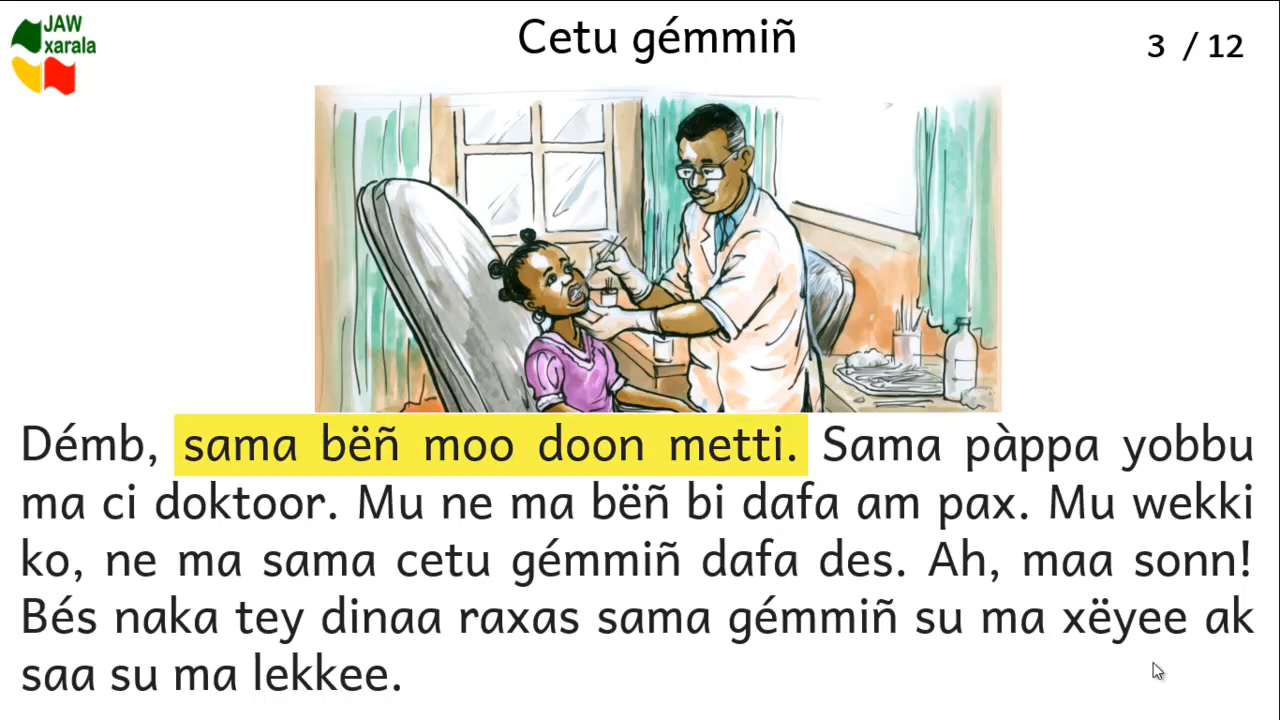 JAW
xarala
Cetu gémmiñ
3 / 12
Démb, sama bëñ moo doon metti. Sama pàppa yobbu
ma ci doktoor. Mu ne ma bëñ bi dafa am pax. Mu wekki
ko, ne ma sama cetu gémmiñ dafa des. Ah, maa sonn!
Bés naka tey dinaa raxas sama gémmiñ su ma xëyee ak
saa su ma lekkee.